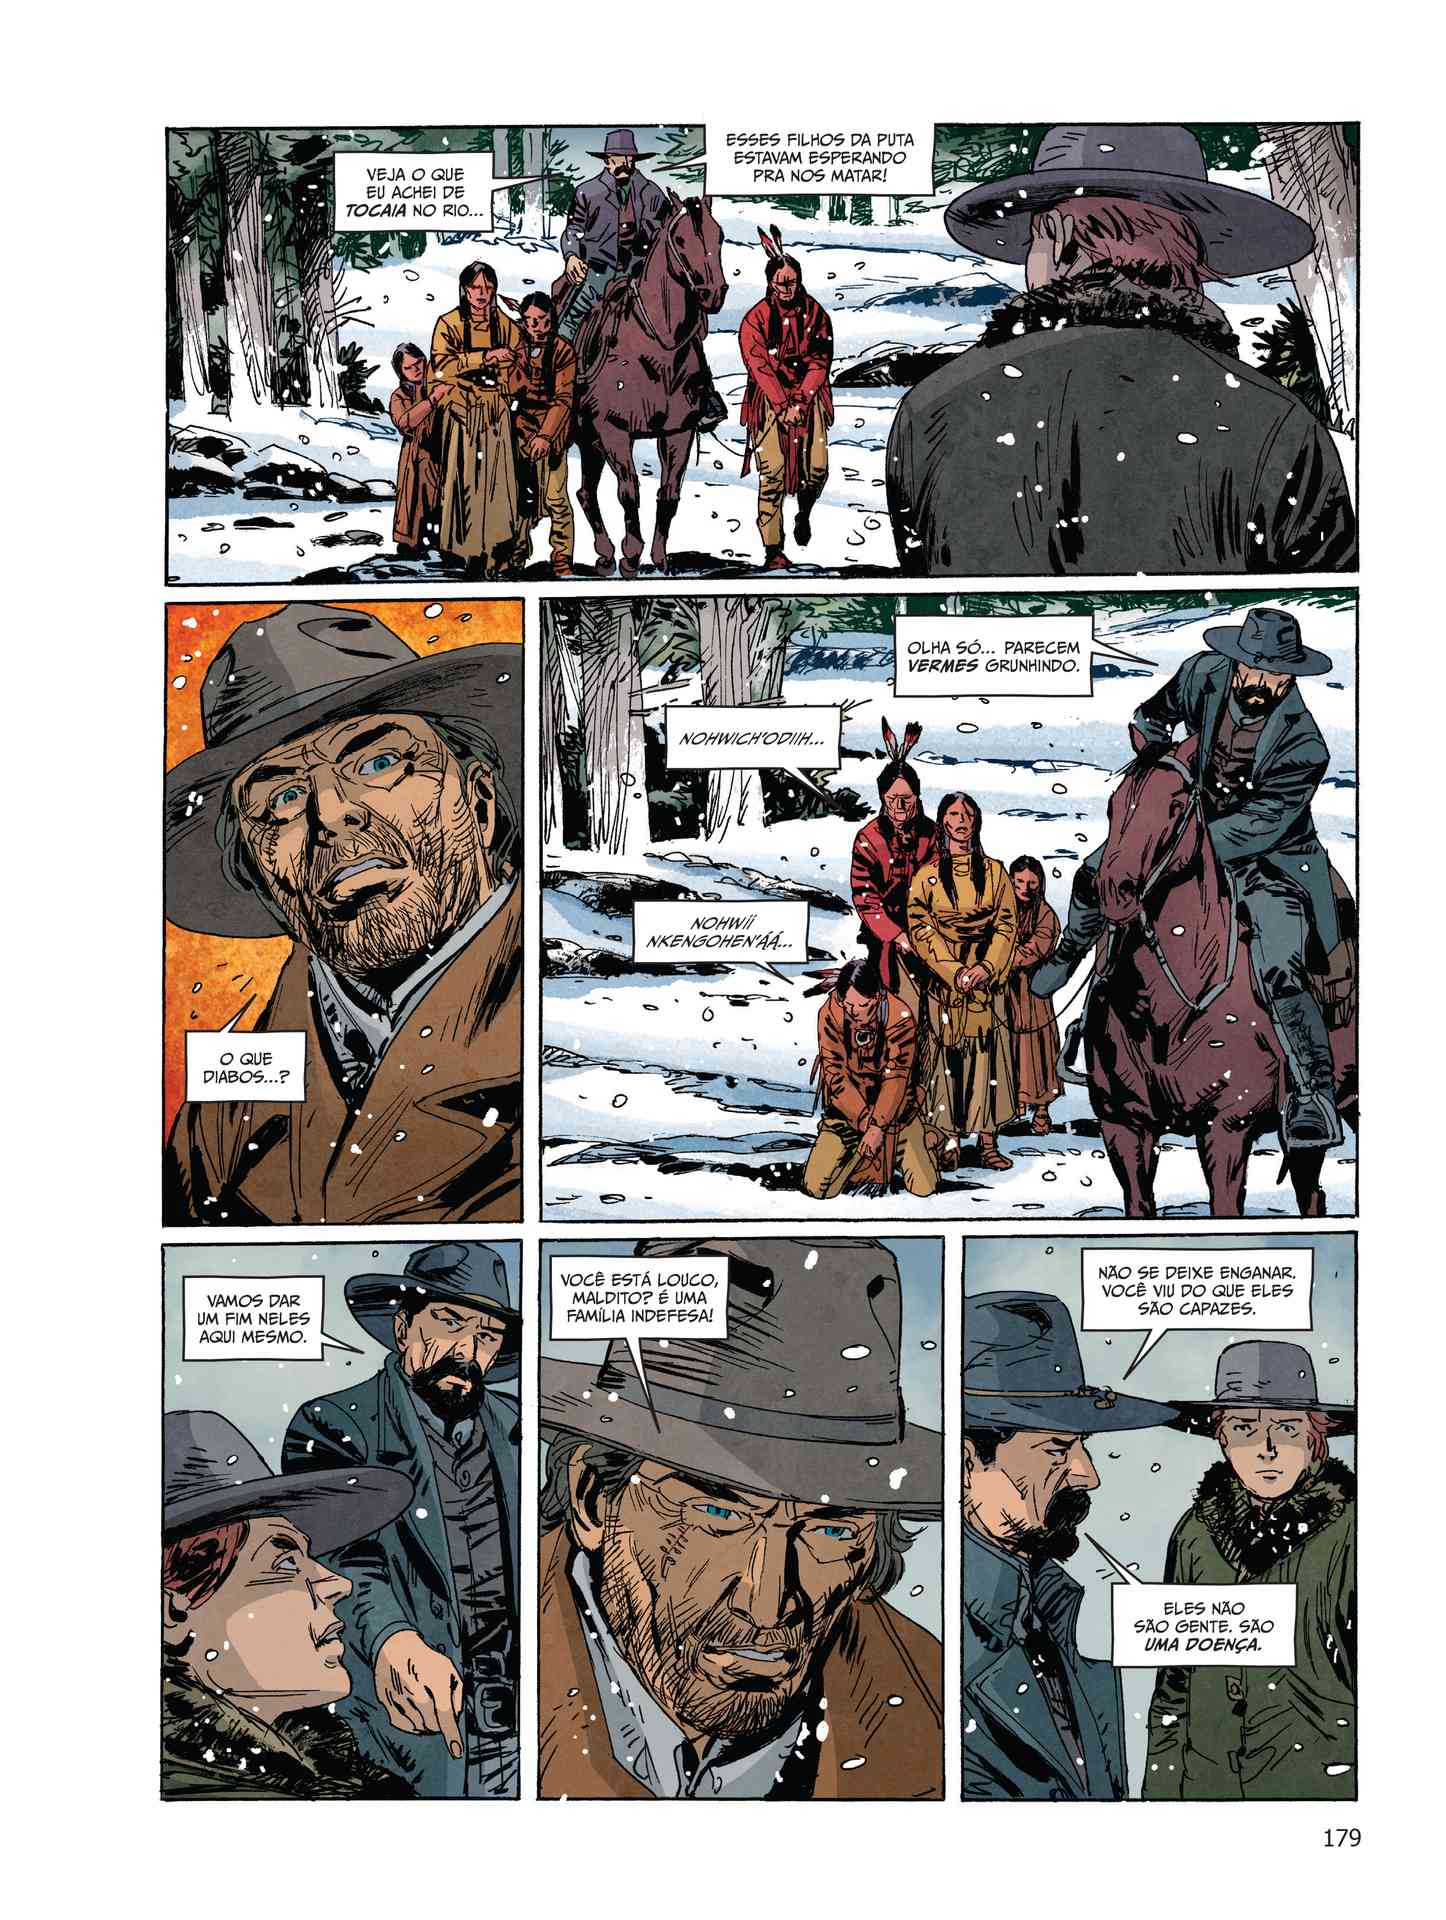 VEJA O QUE
EU ACHEI DE
TOCAIA NO RIO...
ESSES FILHOS DA PUTA
ESTAVAM ESPERANDO
PRA NOS MATAR!
O QUE
DIABOS...?
OLHA SÓ... PARECEM
VERMES GRUNHINDO.
NOHWICH'ODIIH...
NOHWII
NKENGOHEN'Ą́Ą́...
VAMOS DAR
UM FIM NELES
AQUI MESMO.
VOCÊ ESTÁ LOUCO,
MALDITO? É UMA
FAMÍLIA INDEFESA!
NÃO SE DEIXE ENGANAR.
VOCÊ VIU DO QUE ELES
SÃO CAPAZES.
ELES NÃO
SÃO GENTE. SÃO
UMA DOENÇA.
179